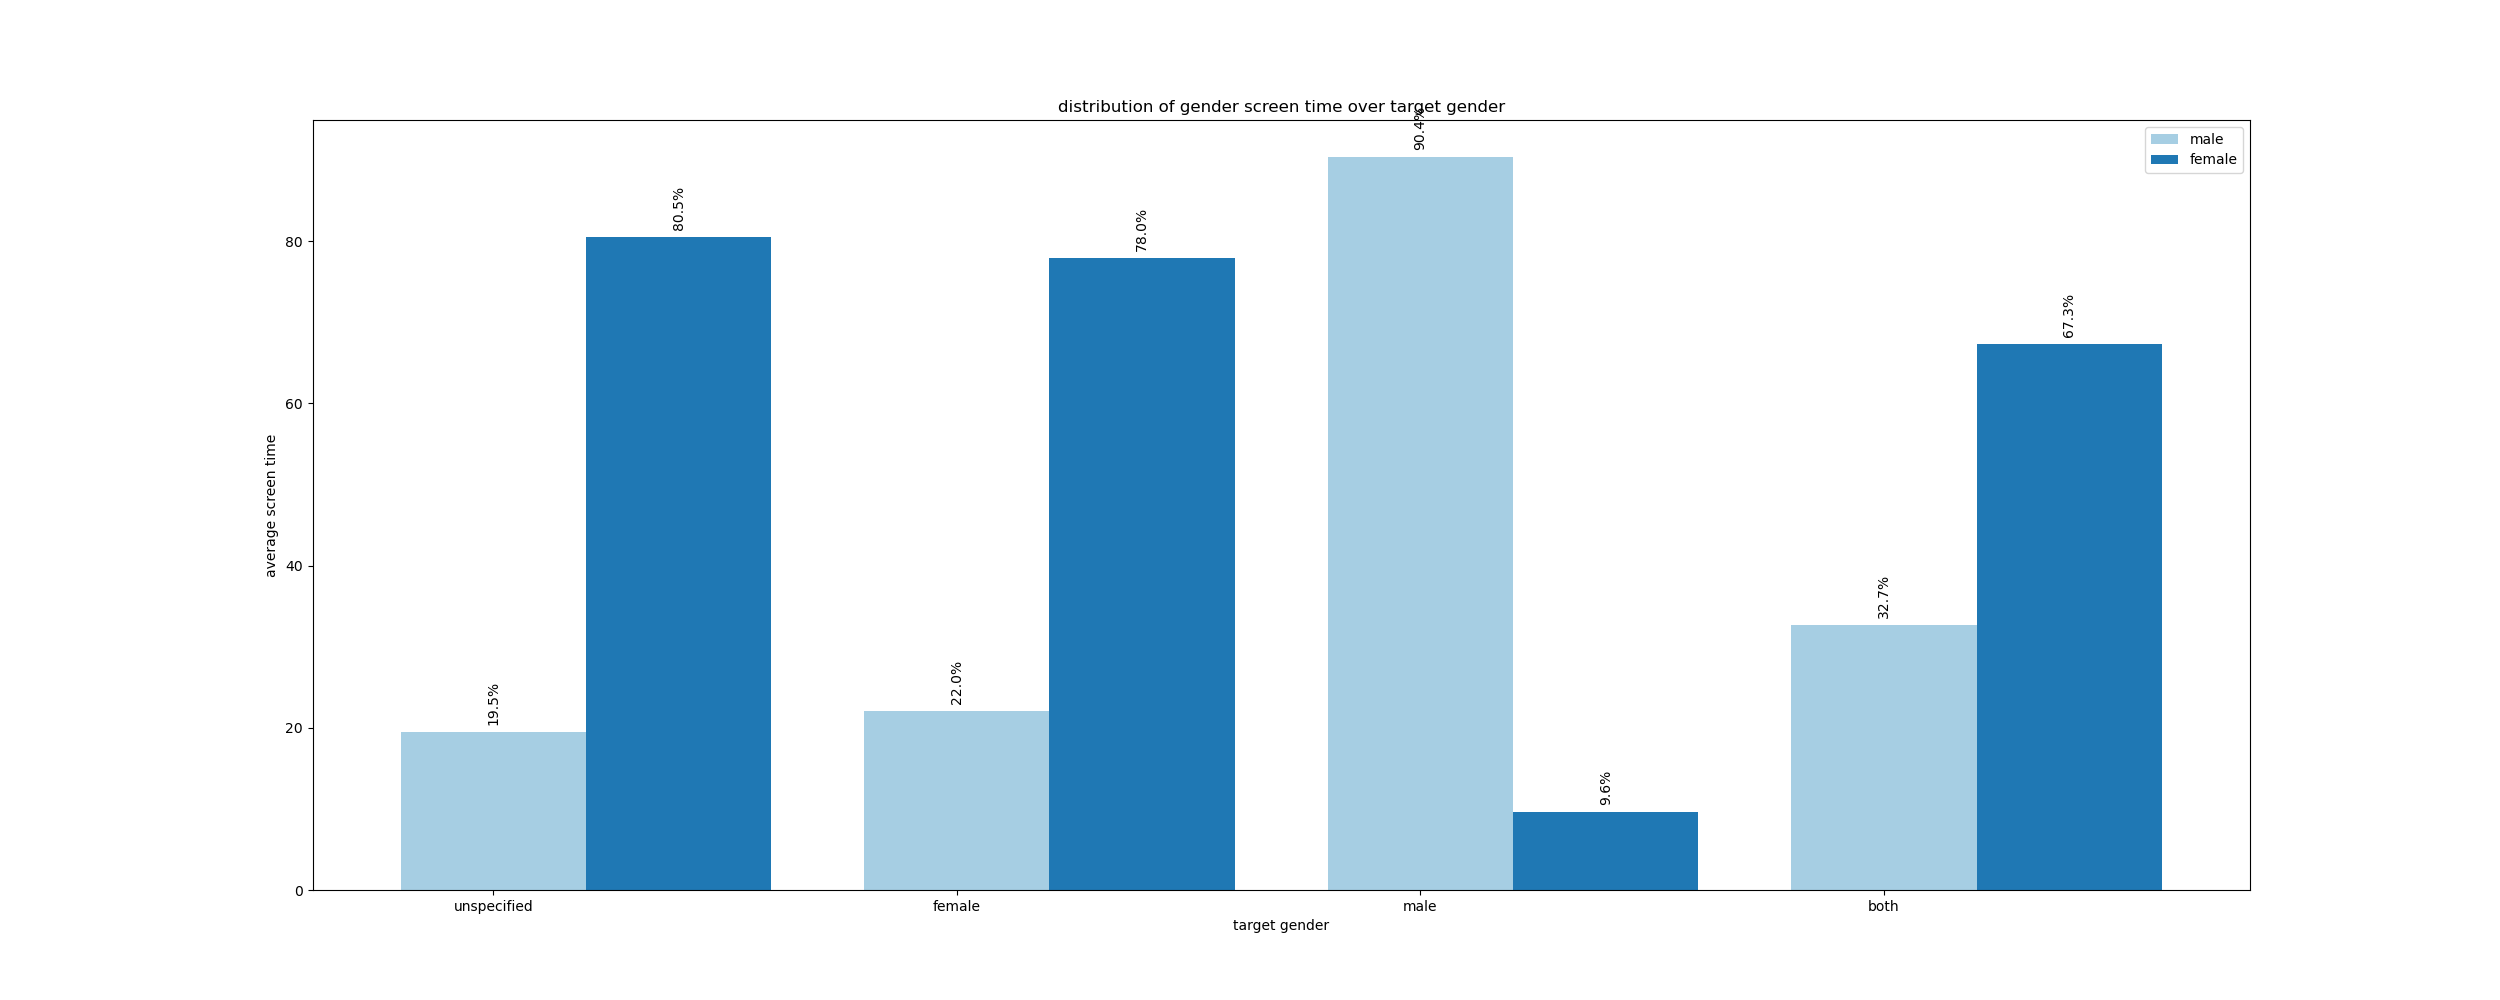 distribution of gender screen time over target gender
90.4%
male
female
80.5%
78.0%
67.3%
32.7%
22.0%
19.5%
9.6%
80
60
40
20
0
average screen time
unspecified
female
male
both
target gender